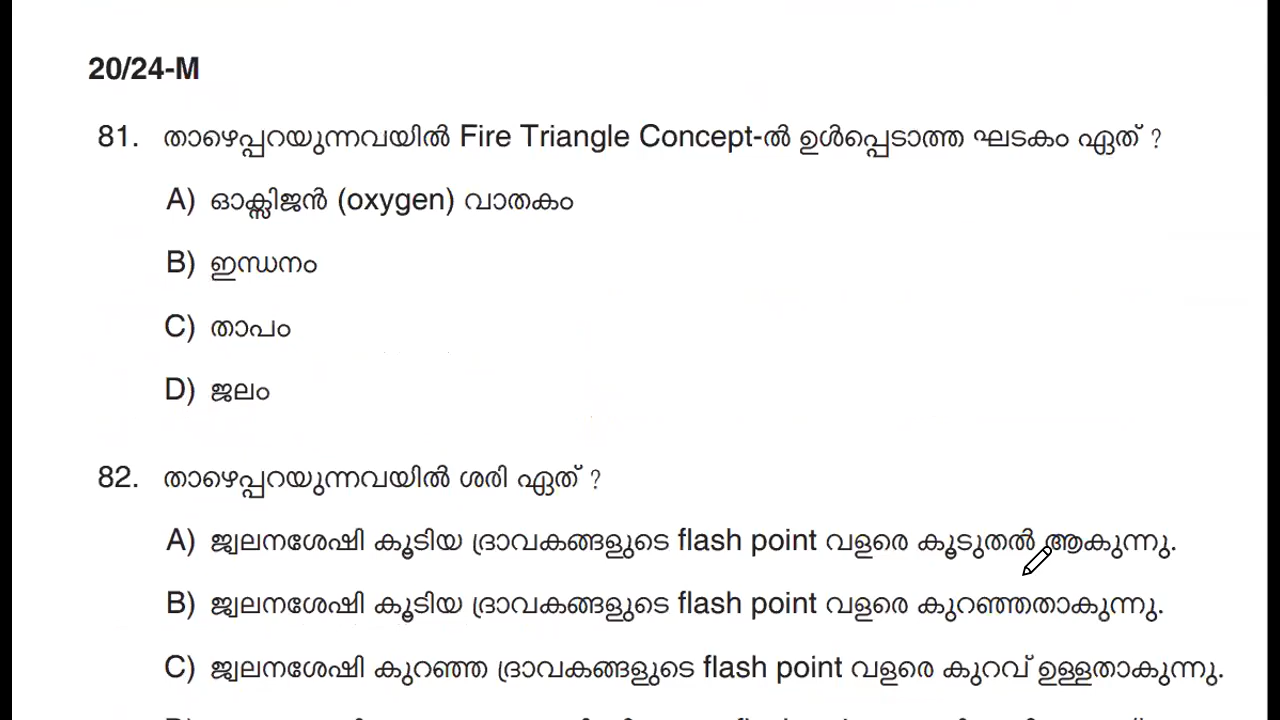 20/24-M
81. താഴെപ്പറയുന്നവയിൽ Fire Triangle Concept-ൽ ഉൾപ്പെടാത്ത ഘടകം ഏത് ?
A) ഓക്സിജൻ (oxygen) വാതകം
B) ഇന്ധനം
C) താപം
D) ജലം
82. താഴെപ്പറയുന്നവയിൽ ശരി ഏത് ?
A) ജ്വലനശേഷി കൂടിയ ദ്രാവകങ്ങളുടെ flash point വളരെ കൂടുതൽ ആകുന്നു.
B) ജ്വലനശേഷി കൂടിയ ദ്രാവകങ്ങളുടെ flash point വളരെ കുറഞ്ഞതാകുന്നു.
C) ജ്വലനശേഷി കുറഞ്ഞ ദ്രാവകങ്ങളുടെ flash point വളരെ കുറവ് ഉള്ളതാകുന്നു.